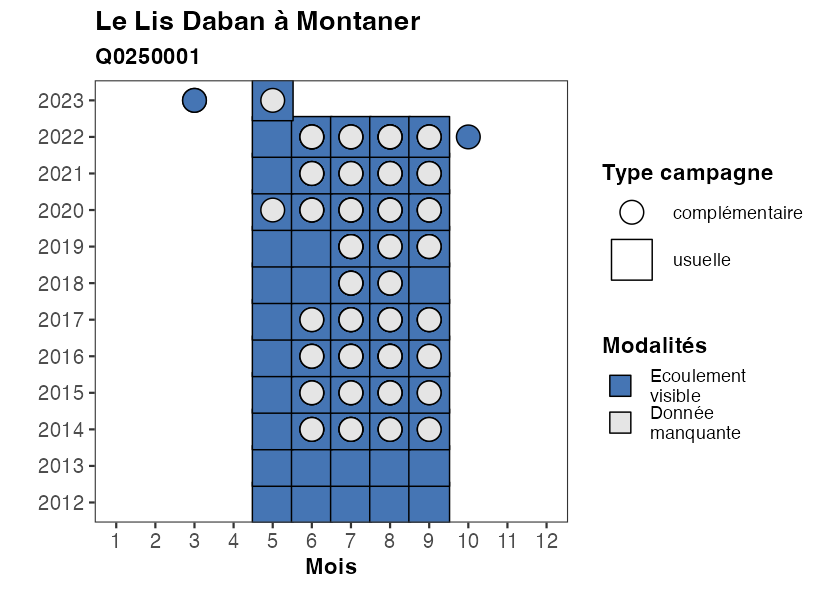 Le Lis Daban à Montaner
Q0250001
2023
2022
2021
2020
2019
2018
2017
2016
2015
2014
2013
2012
1 2 3 4 5 6 7 8 9 10 11 12
Mois
Type campagne
complémentaire
usuelle
Modalités
Ecoulement
visible
Donnée
manquante